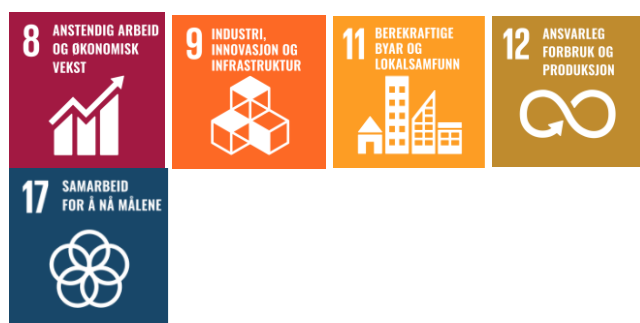 8 ANSTENDIG ARBEID
OG ØKONOMISK
VEKST
9 INDUSTRI,
INNOVASJON OG
INFRASTRUKTUR
11 BEREKRAFTIGE
BYAR OG
LOKALSAMFUNN
12 ANSVARLEG
FORBRUK OG
PRODUKSJON
17 SAMARBEID
FOR Å NÅ MÅLENE